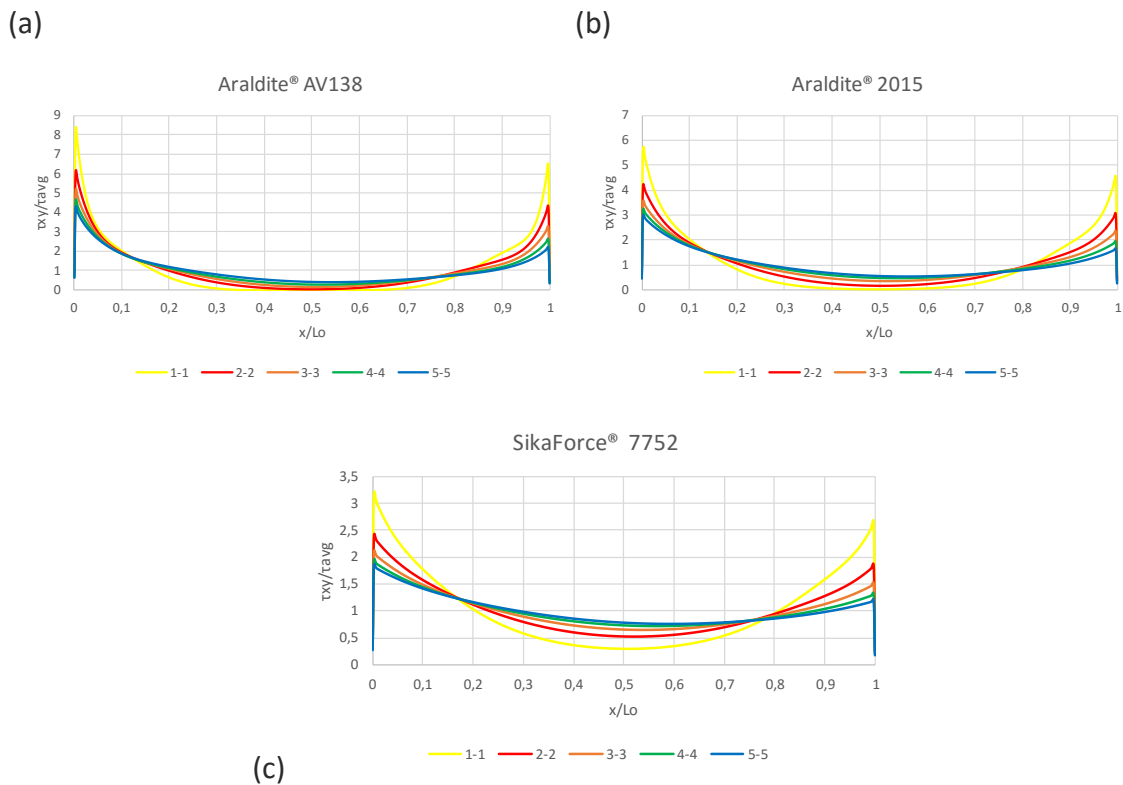 (a)
Araldite® AV138
τxy/τavg
9
8
7
6
5
4
3
2
1
0
0 0,1 0,2 0,3 0,4 0,5 0,6 0,7 0,8 0,9 1
x/Lo
1-1 2-2 3-3 4-4 5-5
(b)
Araldite® 2015
τxy/τavg
7
6
5
4
3
2
1
0
0 0,1 0,2 0,3 0,4 0,5 0,6 0,7 0,8 0,9 1
x/Lo
1-1 2-2 3-3 4-4 5-5
SikaForce® 7752
τxy/τavg
3,5
3
2,5
2
1,5
1
0,5
0
0 0,1 0,2 0,3 0,4 0,5 0,6 0,7 0,8 0,9 1
x/Lo
1-1 2-2 3-3 4-4 5-5
(c)